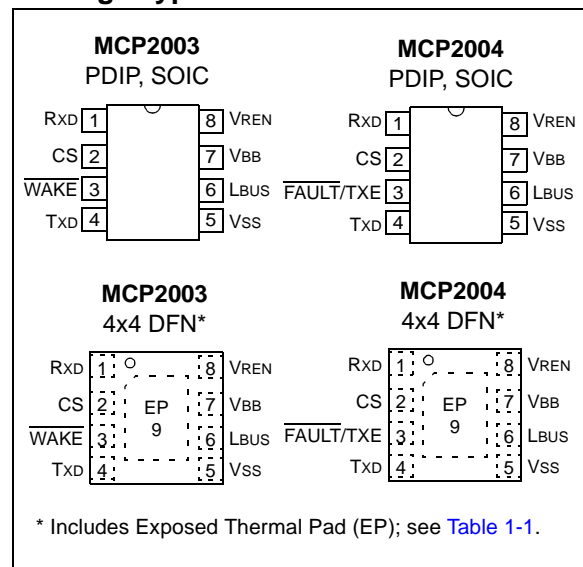 MCP2003
PDIP, SOIC
RXD 1
CS 2
WAKE 3
TXD 4
8 VREN
7 VBB
6 LBUS
5 VSS
MCP2004
PDIP, SOIC
RXD 1
CS 2
FAULT/TXE 3
TXD 4
8 VREN
7 VBB
6 LBUS
5 VSS
MCP2003
4x4 DFN*
RXD 1
CS 2
WAKE 3
TXD 4
EP
9
8 VREN
7 VBB
6 LBUS
5 VSS
MCP2004
4x4 DFN*
RXD 1
CS 2
FAULT/TXE 3
TXD 4
EP
9
8 VREN
7 VBB
6 LBUS
5 VSS
* Includes Exposed Thermal Pad (EP); see Table 1-1.